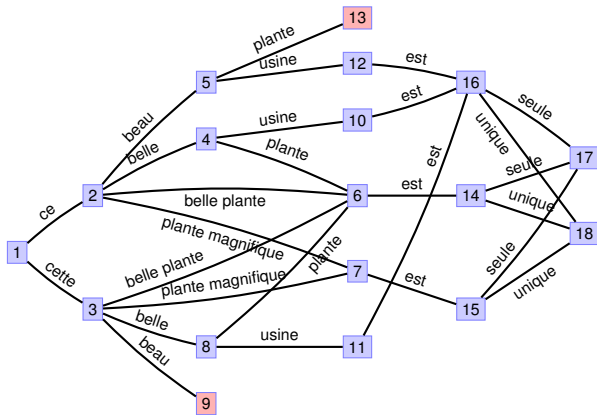 13
plante
5
usine
12
est
16
beau
4
usine
10
est
seule
belle
plante
unique
17
2
belle plante
6
est
14
seule
unique
ce
plante magnifique
est
18
1
cette
belle plante
plante
7
est
seule
unique
plante magnifique
3
15
belle
8
usine
11
beau
9